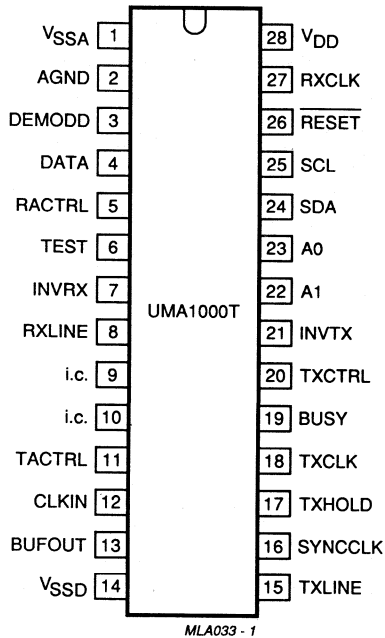 VSSA 1 28 VDD
AGND 2 27 RXCLK
DEMODD 3 26 RESET
DATA 4 25 SCL
RACTRL 5 24 SDA
TEST 6 23 A0
INVRX 7 22 A1
UMA1000T
RXLINE 8 21 INVTX
i.c. 9 20 TXCTRL
i.c. 10 19 BUSY
TACTRL 11 18 TXCLK
CLKIN 12 17 TXHOLD
BUFOUT 13 16 SYNCCLK
VSSD 14 15 TXLINE
MLA033 - 1